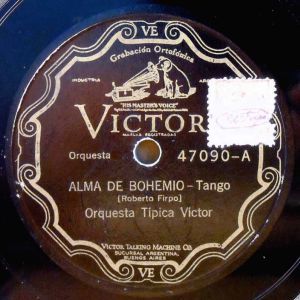 VE
Grabación Ortofónica
INDUSTRIA
"HIS MASTER'S VOICE"
VICTOR
MARCAS REGISTRADAS
Orquesta
47090-A
ALMA DE BOHEMIO-Tango
[Roberto Firpo]
Orquesta Típica Victor
VICTOR TALKING MACHINE CO.
SUCURSAL ARGENTINA,
BUENOS AIRES
VE